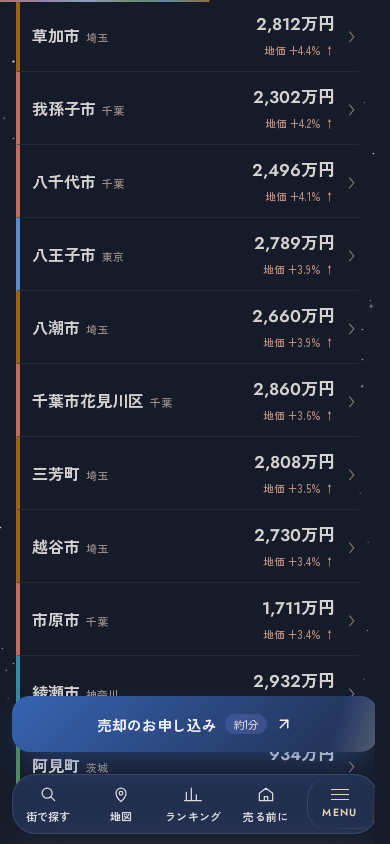 2,812万円
草加市 埼玉
地価 +4.4% ↑
2,302万円
我孫子市 千葉
地価 +4.2% ↑
2,496万円
八千代市 千葉
地価 +4.1% ↑
2,789万円
八王子市 東京
地価 +3.9% ↑
2,660万円
八潮市 埼玉
地価 +3.9% ↑
2,860万円
千葉市花見川区 千葉
地価 +3.6% ↑
2,808万円
三芳町 埼玉
地価 +3.5% ↑
2,730万円
越谷市 埼玉
地価 +3.4% ↑
1,711万円
市原市 千葉
地価 +3.4% ↑
2,932万円
綾瀬市 神奈川
売却のお申し込み 約1分
934万円
阿見町 茨城
街で探す 地図 ランキング 売る前に MENU